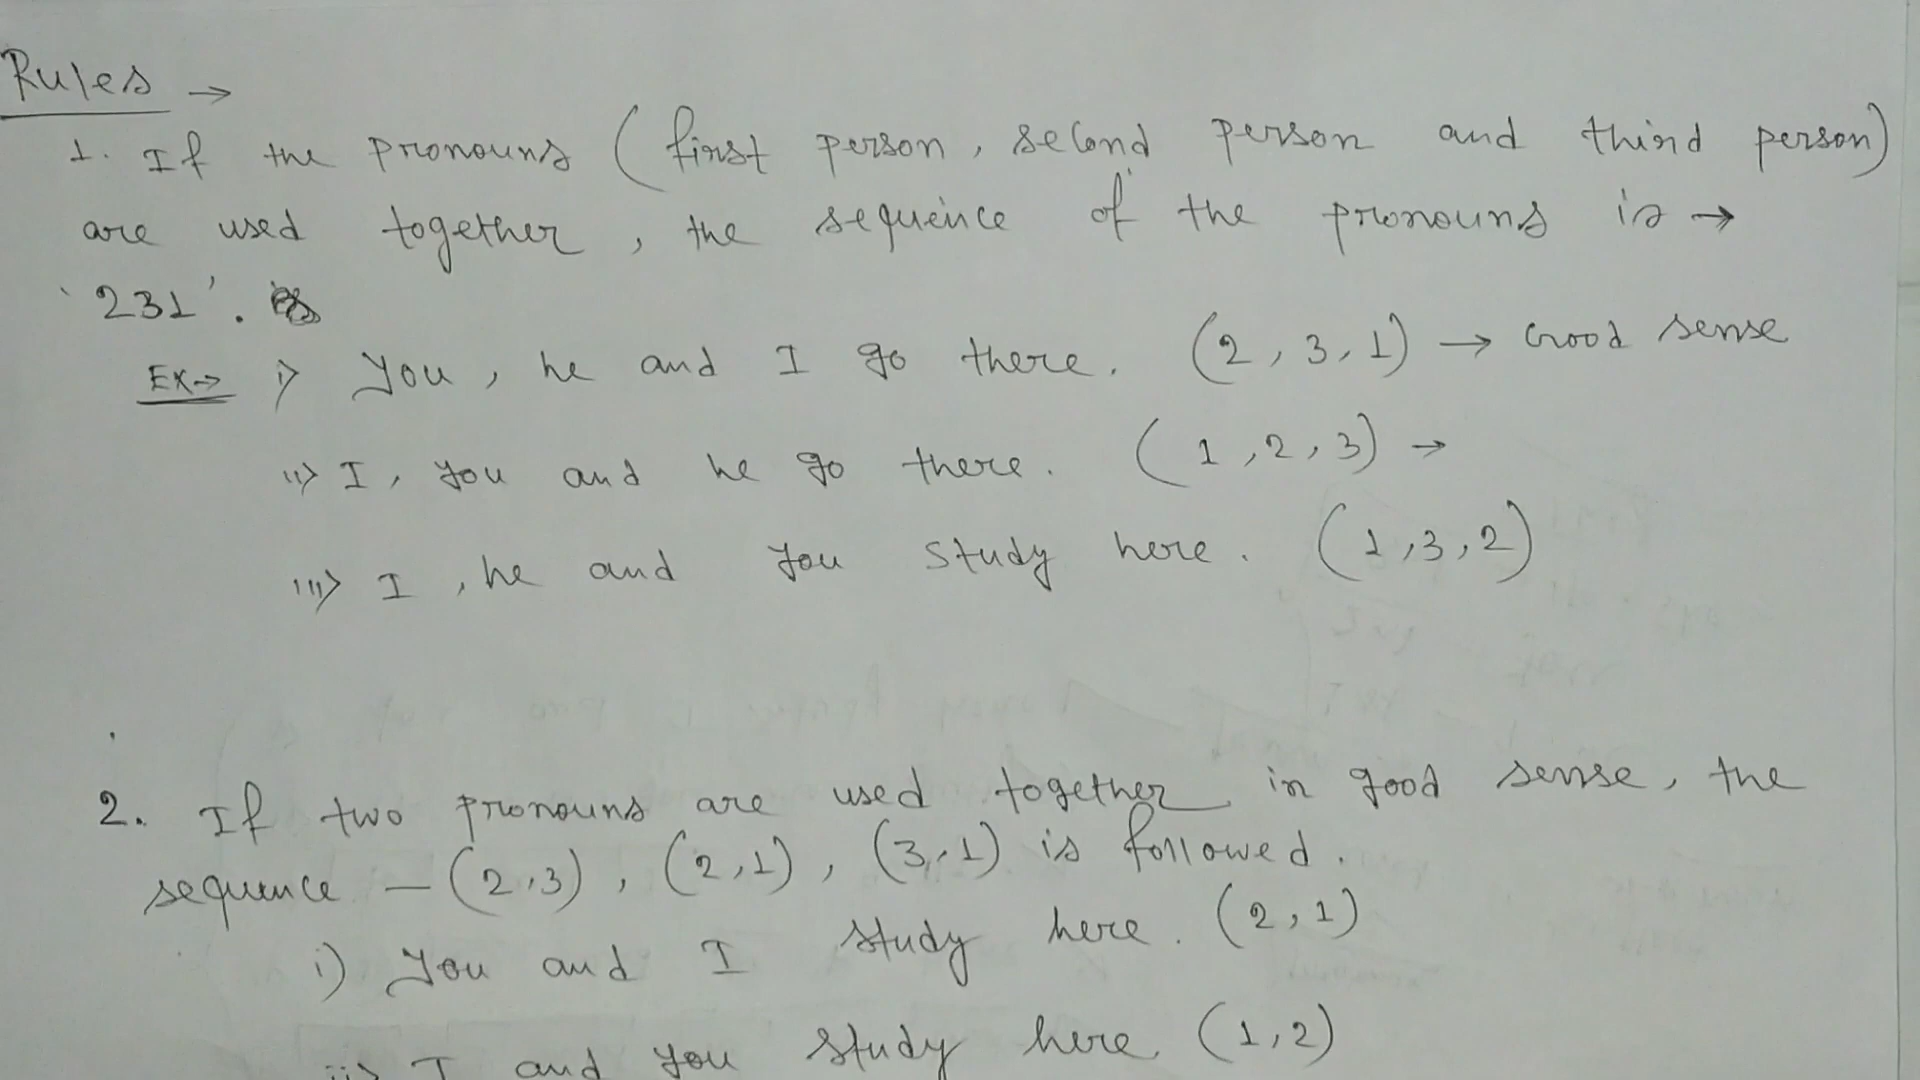 Rules →
1. If the pronouns (first person, second person and third person)
are used together, the sequence of the pronouns is →
'231'.
Ex→ i> You, he and I go there. (2, 3, 1) → Good sense
ii> I, you and he go there. (1, 2, 3) →
iii> I, he and you study here. (1, 3, 2)
2. If two pronouns are used together in good sense, the
sequence — (2,3), (2,1), (3,1) is followed.
i) You and I study here. (2, 1)
ii> I and you study here. (1, 2)